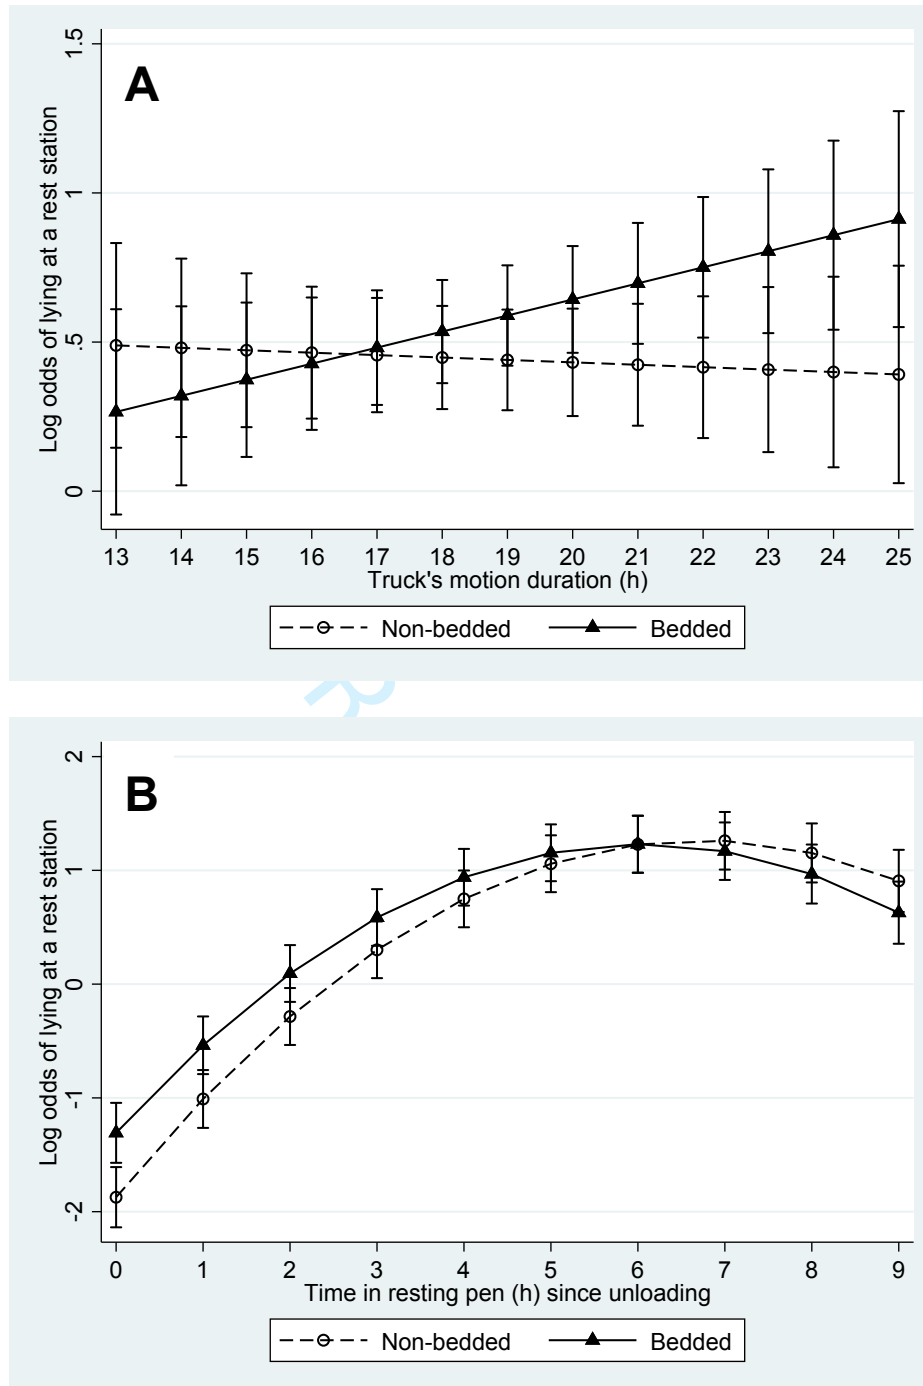 A
Log odds of lying at a rest station
1.5
1
.5
0
13 14 15 16 17 18 19 20 21 22 23 24 25
Truck's motion duration (h)
Non-bedded Bedded
B
Log odds of lying at a rest station
2
1
0
-1
-2
0 1 2 3 4 5 6 7 8 9
Time in resting pen (h) since unloading
Non-bedded Bedded